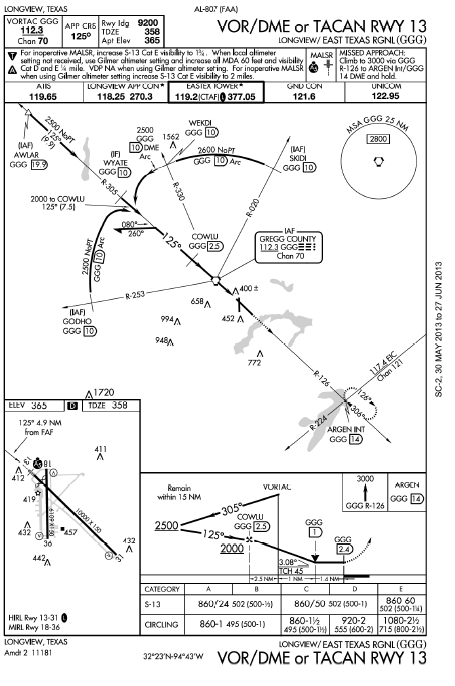 LONGVIEW, TEXAS
AL-807 (FAA)
VORTAC GGG
112.3
Chan 70
APP CRS
125°
Rwy ldg 9200
TDZE 358
Apt Elev 365
VOR/DME or TACAN RWY 13
LONGVIEW/ EAST TEXAS RGNL (GGG)
For inoperative MALSR, increase S-13 Cat E visibility to 1¾. When local altimeter
setting not received, use Gilmer altimeter setting and increase all MDA 60 feet and visibility
Cat D and E ¼ mile. VDP NA when using Gilmer altimeter setting. For inoperative MALSR
when using Gilmer altimeter setting increase S-13 Cat E visibility to 2 miles.
MALSR
MISSED APPROACH:
Climb to 3000 via GGG
R-126 to ARGEN Int/GGG
14 DME and hold.
ATIS
119.65
LONGVIEW APP CON*
118.25 270.3
EASTEX TOWER*
119.2 (CTAF) 377.05
GND CON
121.6
UNICOM
122.95
2500 NoPT
125°
(19.9)
(IAF)
AWLAR
GGG 19.9
(IF)
WYATE
GGG 10
2500
GGG
10 DME
Arc
1562
WEKDI
GGG 10
2600 NoPT
GGG 10 Arc
(IAF)
SKIDI
GGG 10
MSA GGG 25 NM
2800
R-305
R-330
R-020
2000 to COWLU
125° (7.5)
080°
260°
125°
COWLU
GGG 2.5
IAF
GREGG COUNTY
112.3 GGG
Chan 70
2500 NoPT
GGG 10 Arc
R-253
(IAF)
GODHO
GGG 10
400 ±
658
452
994
948
772
R-126
117.4 EIC
Chan 121
126°
306°
R-224
ARGEN INT
GGG 14
1720
SC-2, 30 MAY 2013 to 27 JUN 2013
ELEV 365
D
TDZE 358
125° 4.9 NM
from FAF
411
412
419
13
18
10000 X 150
432
457
432
36
31
442
HIRL Rwy 13-31
MIRL Rwy 18-36
Remain
within 15 NM
VORTAC
305°
2500
125°
COWLU
GGG 2.5
2000
GGG
1
GGG
2.4
3.08°
TCH 45
2.5 NM
1 NM
1.4 NM
3000
GGG R-126
ARGEN
GGG 14
CATEGORY A B C D E
S-13 860/24 502 (500-½) 860/50 502 (500-1) 860 60 502 (500-1¼)
CIRCLING 860-1 495 (500-1) 860-1½ 495 (500-1½) 920-2 555 (600-2) 1080-2½ 715 (800-2½)
LONGVIEW, TEXAS
Amdt 2 11181
32°23'N-94°43'W
LONGVIEW/ EAST TEXAS RGNL (GGG)
VOR/DME or TACAN RWY 13